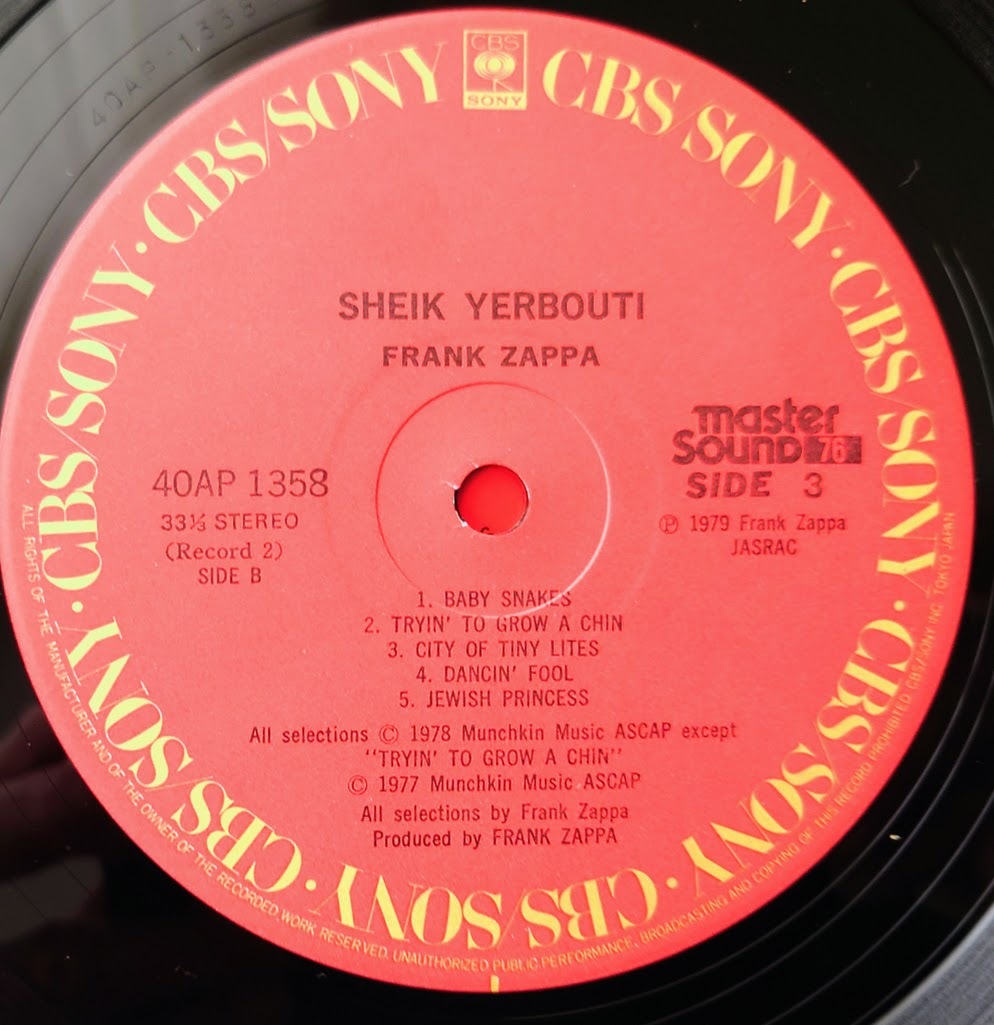 40AP-1358
CBS
SONY
CBS/SONY · CBS/SONY · CBS/SONY · CBS/SONY · CBS/SONY · CBS/SONY · CBS/SONY · CBS/SONY · CBS/SONY · CBS/SONY
SHEIK YERBOUTI
FRANK ZAPPA
master
Sound 76
SIDE 3
40AP 1358
33⅓ STEREO
(Record 2)
SIDE B
Ⓟ 1979 Frank Zappa
JASRAC
1. BABY SNAKES
2. TRYIN' TO GROW A CHIN
3. CITY OF TINY LITES
4. DANCIN' FOOL
5. JEWISH PRINCESS
All selections © 1978 Munchkin Music ASCAP except
"TRYIN' TO GROW A CHIN"
© 1977 Munchkin Music ASCAP
All selections by Frank Zappa
Produced by FRANK ZAPPA
ALL RIGHTS OF THE MANUFACTURER AND OF THE OWNER OF THE RECORDED WORK RESERVED. UNAUTHORIZED PUBLIC PERFORMANCE, BROADCASTING AND COPYING OF THIS RECORD PROHIBITED CBS/SONY INC. TOKYO JAPAN